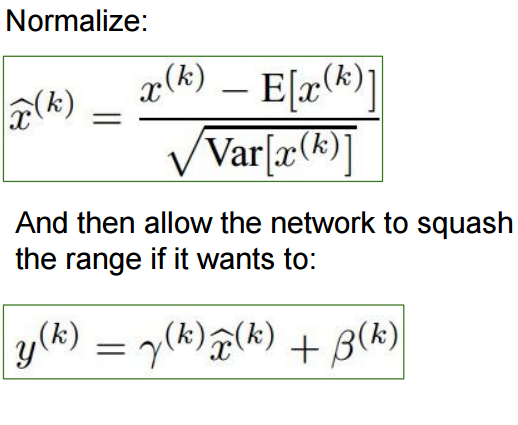 Normalize:
x̂^(k) = (x^(k) − E[x^(k)]) / √Var[x^(k)]
And then allow the network to squash
the range if it wants to:
y^(k) = γ^(k) x̂^(k) + β^(k)